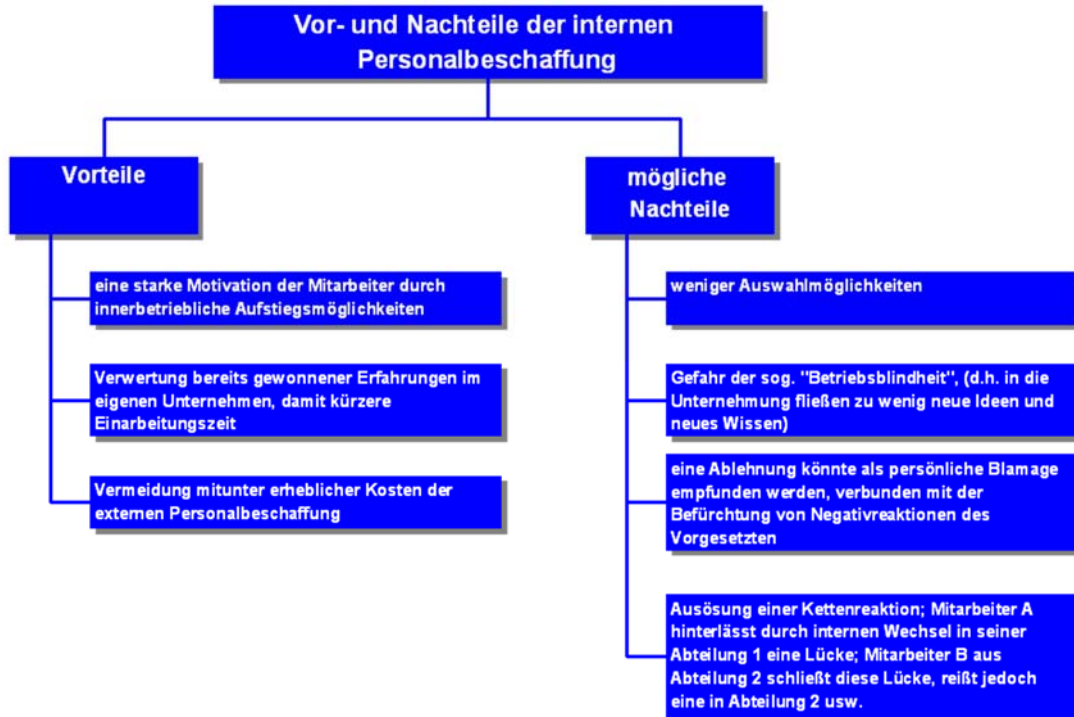 Vor- und Nachteile der internen
Personalbeschaffung
Vorteile
eine starke Motivation der Mitarbeiter durch
innerbetriebliche Aufstiegsmöglichkeiten
Verwertung bereits gewonnener Erfahrungen im
eigenen Unternehmen, damit kürzere
Einarbeitungszeit
Vermeidung mitunter erheblicher Kosten der
externen Personalbeschaffung
mögliche
Nachteile
weniger Auswahlmöglichkeiten
Gefahr der sog. "Betriebsblindheit", (d.h. in die
Unternehmung fließen zu wenig neue Ideen und
neues Wissen)
eine Ablehnung könnte als persönliche Blamage
empfunden werden, verbunden mit der
Befürchtung von Negativreaktionen des
Vorgesetzten
Ausösung einer Kettenreaktion; Mitarbeiter A
hinterlässt durch internen Wechsel in seiner
Abteilung 1 eine Lücke; Mitarbeiter B aus
Abteilung 2 schließt diese Lücke, reißt jedoch
eine in Abteilung 2 usw.